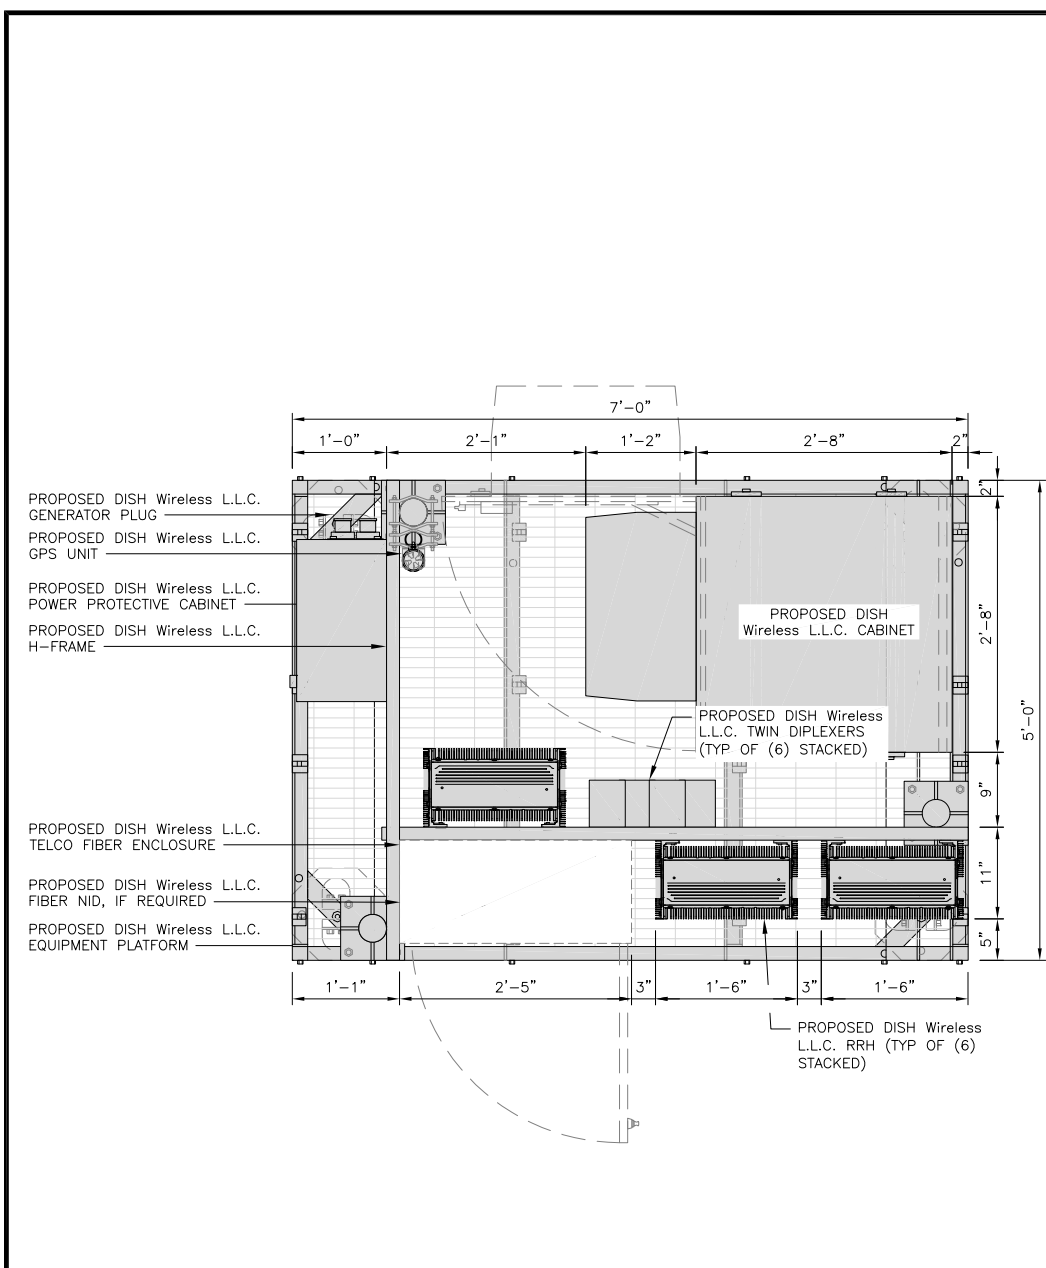 7'-0"
1'-0"
2'-1"
1'-2"
2'-8"
2"
PROPOSED DISH Wireless L.L.C.
GENERATOR PLUG
PROPOSED DISH Wireless L.L.C.
GPS UNIT
PROPOSED DISH Wireless L.L.C.
POWER PROTECTIVE CABINET
PROPOSED DISH Wireless L.L.C.
H-FRAME
PROPOSED DISH
Wireless L.L.C. CABINET
2"
2'-8"
5'-0"
PROPOSED DISH Wireless
L.L.C. TWIN DIPLEXERS
(TYP OF (6) STACKED)
9"
PROPOSED DISH Wireless L.L.C.
TELCO FIBER ENCLOSURE
PROPOSED DISH Wireless L.L.C.
FIBER NID, IF REQUIRED
PROPOSED DISH Wireless L.L.C.
EQUIPMENT PLATFORM
11"
5"
1'-1"
2'-5"
3"
1'-6"
3"
1'-6"
PROPOSED DISH Wireless
L.L.C. RRH (TYP OF (6)
STACKED)